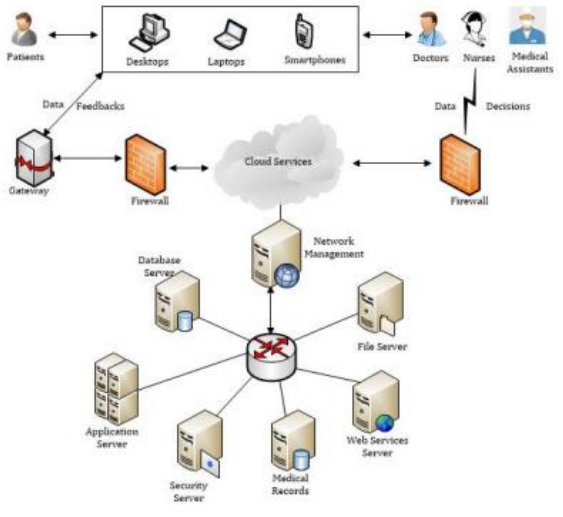 Patients
Desktops
Laptops
Smartphones
Doctors
Nurses
Medical
Assistants
Data
Feedbacks
Data
Decisions
Gateway
Firewall
Cloud Services
Firewall
Network
Management
Database
Server
File Server
Application
Server
Web Services
Server
Security
Server
Medical
Records